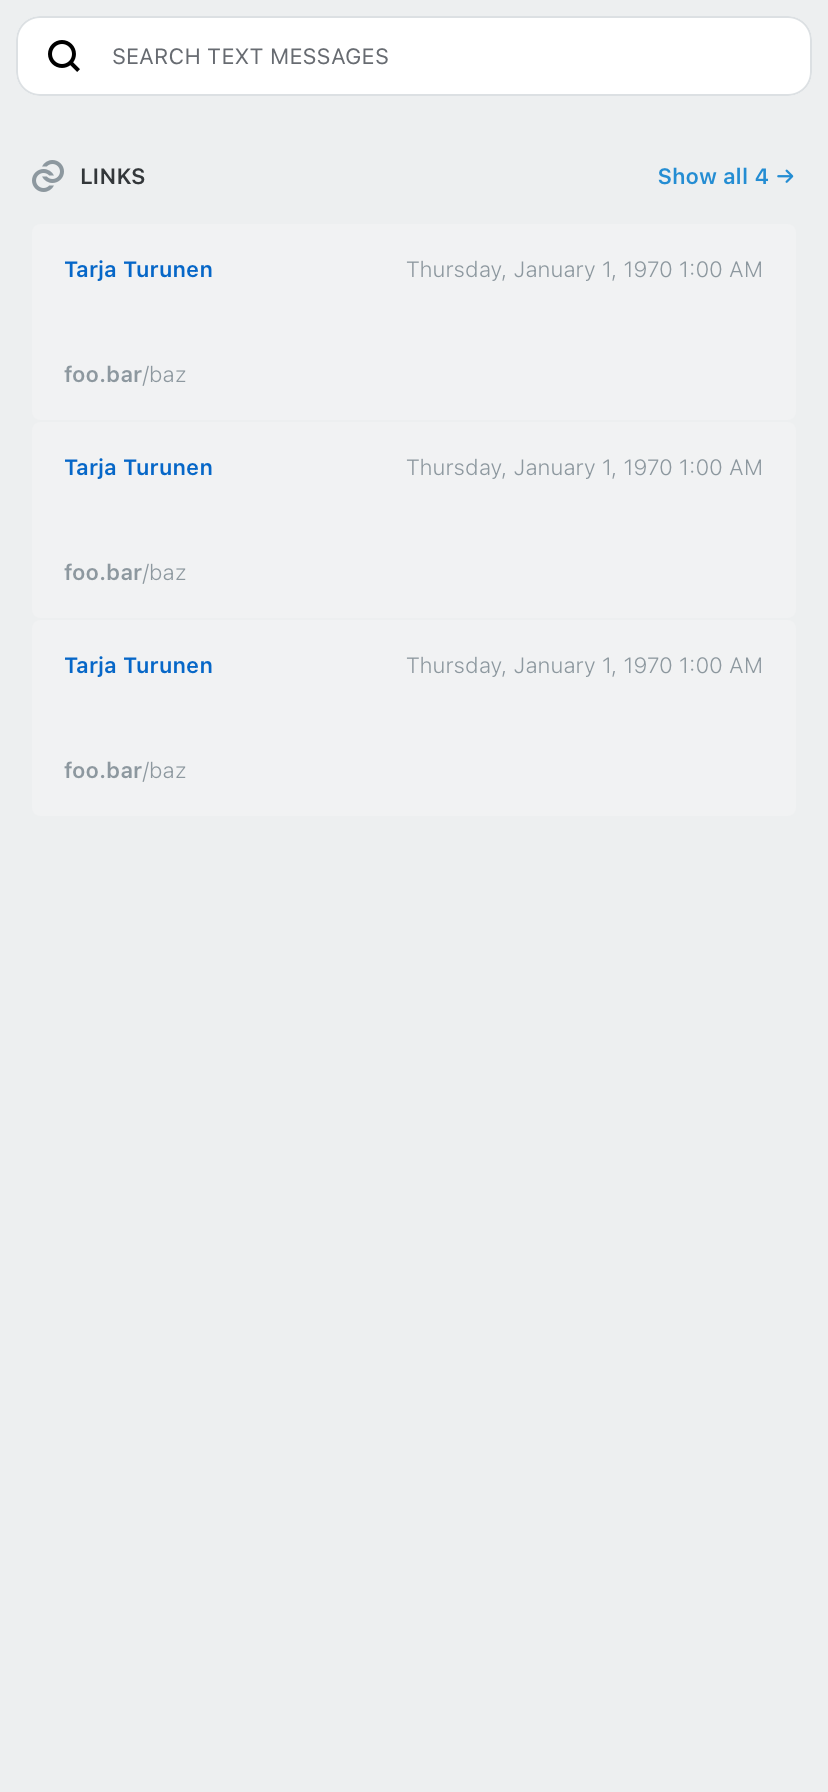 SEARCH TEXT MESSAGES
LINKS
Show all 4 →
Tarja Turunen
Thursday, January 1, 1970 1:00 AM
foo.bar/baz
Tarja Turunen
Thursday, January 1, 1970 1:00 AM
foo.bar/baz
Tarja Turunen
Thursday, January 1, 1970 1:00 AM
foo.bar/baz